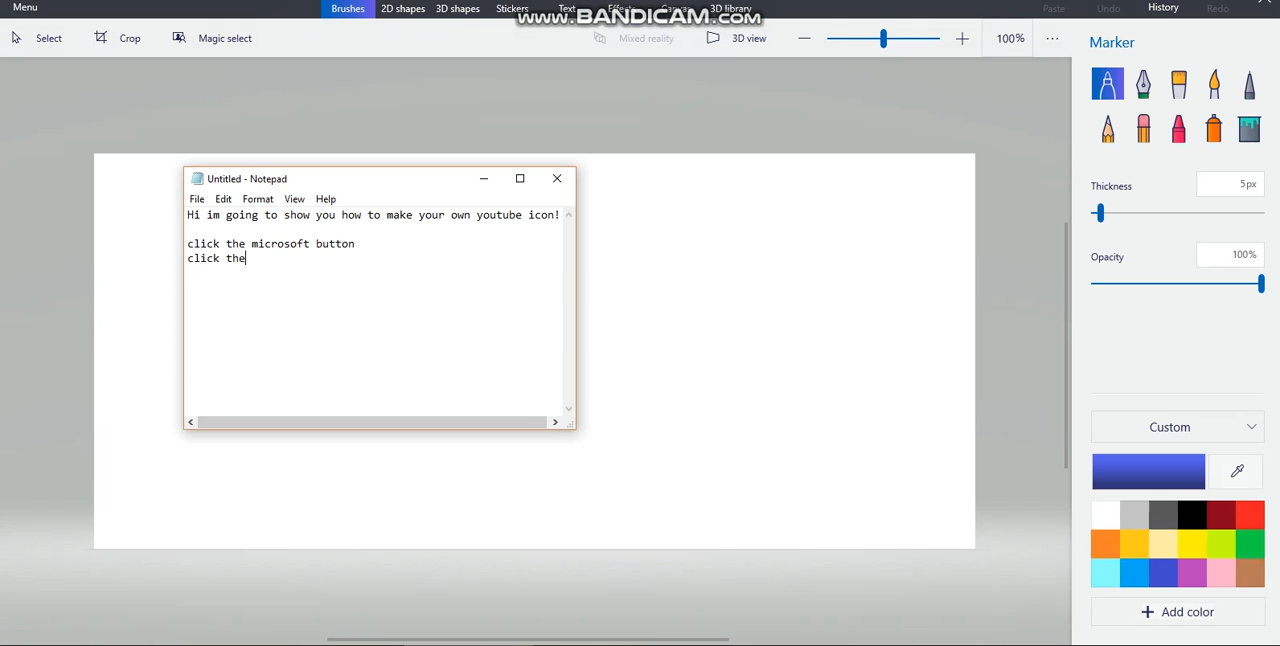 Menu
Brushes
2D shapes
3D shapes
Stickers
Text
Effects
Canvas
3D library
Paste
Undo
History
Redo
www.BANDICAM.com
Select
Crop
Magic select
Mixed reality
3D view
100%
Marker
Thickness
5px
Opacity
100%
Custom
Add color
Untitled - Notepad
File Edit Format View Help
Hi im going to show you how to make your own youtube icon!
click the microsoft button
click the